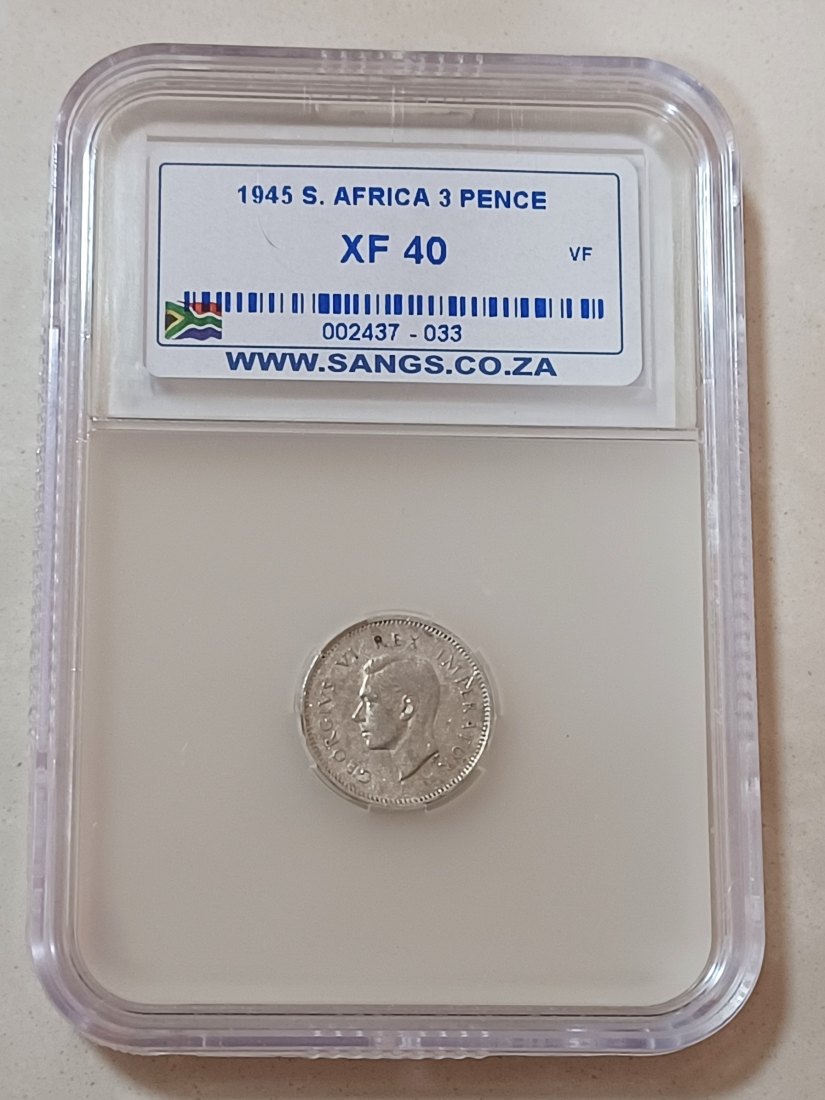 1945 S. AFRICA 3 PENCE
XF 40 VF
002437 - 033
WWW.SANGS.CO.ZA
GEORGIVS VI REX IMPERATOR